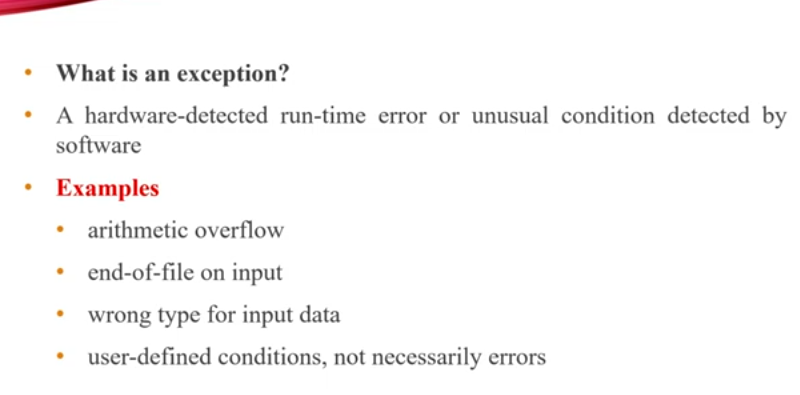 What is an exception?
A hardware-detected run-time error or unusual condition detected by
software
Examples
arithmetic overflow
end-of-file on input
wrong type for input data
user-defined conditions, not necessarily errors